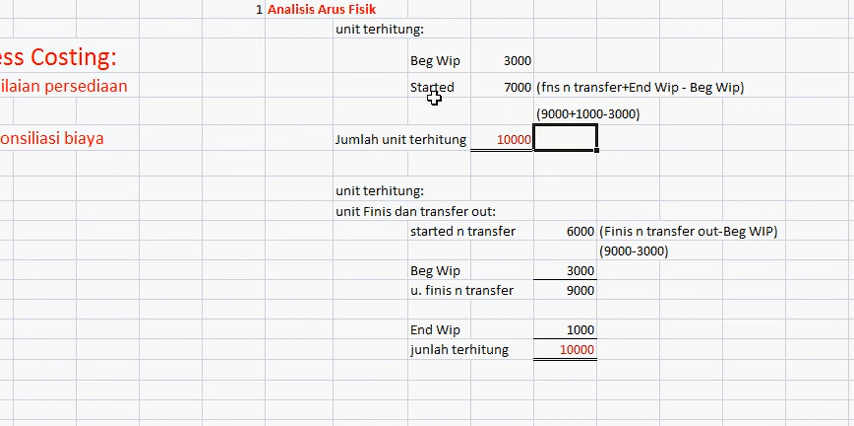 1 Analisis Arus Fisik
unit terhitung:
ess Costing:
Beg Wip 3000
ilaian persediaan
Started 7000 (fns n transfer+End Wip - Beg Wip)
(9000+1000-3000)
onsiliasi biaya
Jumlah unit terhitung 10000
unit terhitung:
unit Finis dan transfer out:
started n transfer 6000 (Finis n transfer out-Beg WIP)
(9000-3000)
Beg Wip 3000
u. finis n transfer 9000
End Wip 1000
junlah terhitung 10000